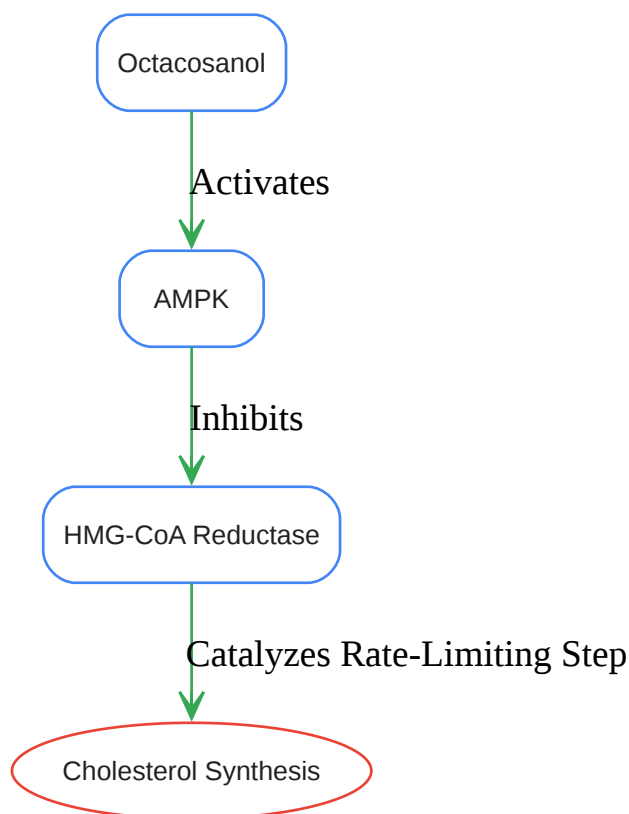 Octacosanol
Activates
AMPK
Inhibits
HMG-CoA Reductase
Catalyzes Rate-Limiting Step
Cholesterol Synthesis